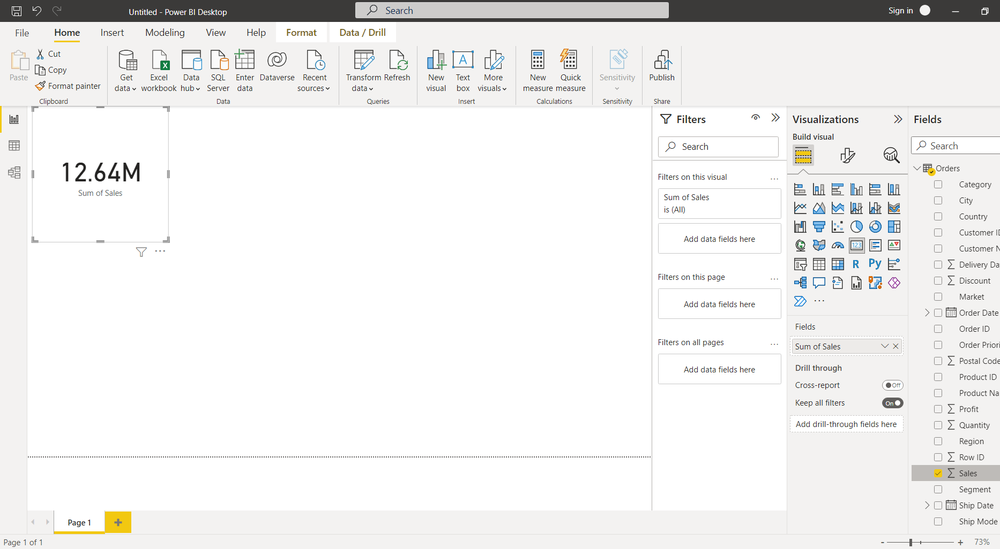 Untitled - Power BI Desktop
Search
Sign in
File
Home
Insert
Modeling
View
Help
Format
Data / Drill
Paste
Cut
Copy
Format painter
Clipboard
Get data
Excel workbook
Data hub
SQL Server
Enter data
Dataverse
Recent sources
Data
Transform data
Refresh
Queries
New visual
Text box
More visuals
Insert
New measure
Quick measure
Calculations
Sensitivity
Sensitivity
Publish
Share
12.64M
Sum of Sales
Filters
Search
Filters on this visual
...
Sum of Sales
is (All)
Add data fields here
Filters on this page
...
Add data fields here
Filters on all pages
...
Add data fields here
Visualizations
Build visual
123
R
Py
...
Fields
Sum of Sales
Drill through
Cross-report
Off
Keep all filters
On
Add drill-through fields here
Fields
Search
Orders
Category
City
Country
Customer ID
Customer N
Σ Delivery Da
Σ Discount
Market
Order Date
Order ID
Order Priori
Σ Postal Code
Product ID
Product Na
Σ Profit
Σ Quantity
Region
Σ Row ID
Σ Sales
Segment
Ship Date
Ship Mode
Page 1
+
Page 1 of 1
- + 73%